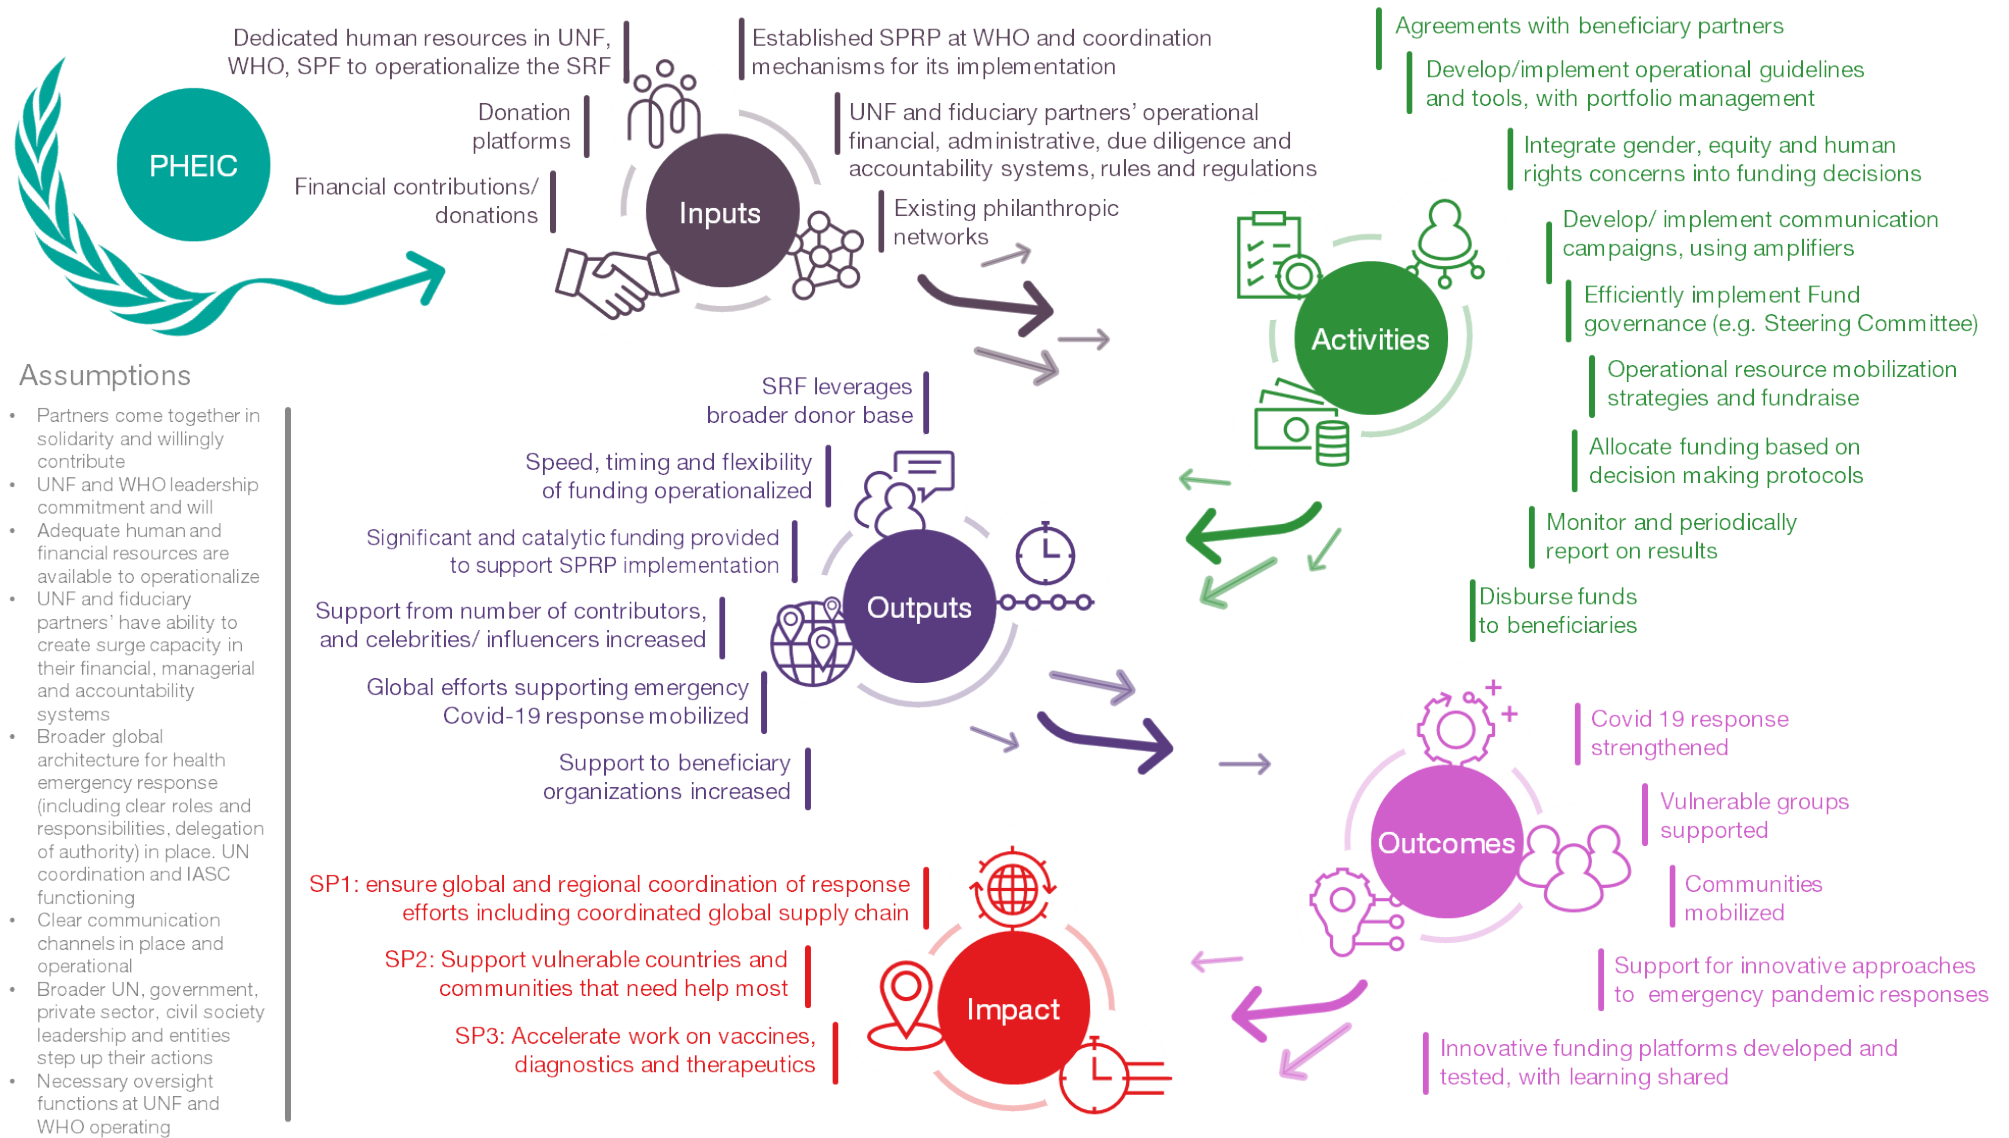 PHEIC
Dedicated human resources in UNF,
WHO, SPF to operationalize the SRF
Donation
platforms
Financial contributions/
donations
Inputs
Established SPRP at WHO and coordination
mechanisms for its implementation
UNF and fiduciary partners’ operational
financial, administrative, due diligence and
accountability systems, rules and regulations
Existing philanthropic
networks
Agreements with beneficiary partners
Develop/implement operational guidelines
and tools, with portfolio management
Integrate gender, equity and human
rights concerns into funding decisions
Develop/ implement communication
campaigns, using amplifiers
Efficiently implement Fund
governance (e.g. Steering Committee)
Activities
Operational resource mobilization
strategies and fundraise
Allocate funding based on
decision making protocols
Monitor and periodically
report on results
Disburse funds
to beneficiaries
Assumptions
• Partners come together in
solidarity and willingly
contribute
• UNF and WHO leadership
commitment and will
• Adequate human and
financial resources are
available to operationalize
• UNF and fiduciary
partners’ have ability to
create surge capacity in
their financial, managerial
and accountability
systems
• Broader global
architecture for health
emergency response
(including clear roles and
responsibilities, delegation
of authority) in place. UN
coordination and IASC
functioning
• Clear communication
channels in place and
operational
• Broader UN, government,
private sector, civil society
leadership and entities
step up their actions
• Necessary oversight
functions at UNF and
WHO operating
SRF leverages
broader donor base
Speed, timing and flexibility
of funding operationalized
Significant and catalytic funding provided
to support SPRP implementation
Support from number of contributors,
and celebrities/ influencers increased
Global efforts supporting emergency
Covid-19 response mobilized
Support to beneficiary
organizations increased
Outputs
Covid 19 response
strengthened
Vulnerable groups
supported
Outcomes
Communities
mobilized
Support for innovative approaches
to emergency pandemic responses
Innovative funding platforms developed and
tested, with learning shared
SP1: ensure global and regional coordination of response
efforts including coordinated global supply chain
SP2: Support vulnerable countries and
communities that need help most
SP3: Accelerate work on vaccines,
diagnostics and therapeutics
Impact